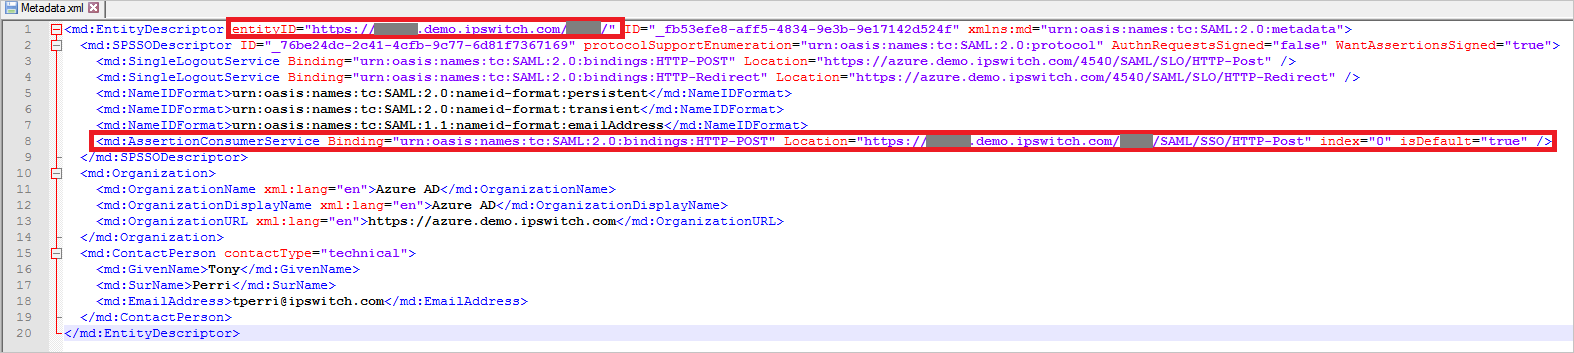 Metadata.xml
1 <md:EntityDescriptor entityID="https:// .demo.ipswitch.com/ /" ID="_fb53efe8-aff5-4834-9e3b-9e17142d524f" xmlns:md="urn:oasis:names:tc:SAML:2.0:metadata">
2 <md:SPSSODescriptor ID="_76be24dc-2c41-4cfb-9c77-6d81f7367169" protocolSupportEnumeration="urn:oasis:names:tc:SAML:2.0:protocol" AuthnRequestsSigned="false" WantAssertionsSigned="true">
3 <md:SingleLogoutService Binding="urn:oasis:names:tc:SAML:2.0:bindings:HTTP-POST" Location="https://azure.demo.ipswitch.com/4540/SAML/SLO/HTTP-Post" />
4 <md:SingleLogoutService Binding="urn:oasis:names:tc:SAML:2.0:bindings:HTTP-Redirect" Location="https://azure.demo.ipswitch.com/4540/SAML/SLO/HTTP-Redirect" />
5 <md:NameIDFormat>urn:oasis:names:tc:SAML:2.0:nameid-format:persistent</md:NameIDFormat>
6 <md:NameIDFormat>urn:oasis:names:tc:SAML:2.0:nameid-format:transient</md:NameIDFormat>
7 <md:NameIDFormat>urn:oasis:names:tc:SAML:1.1:nameid-format:emailAddress</md:NameIDFormat>
8 <md:AssertionConsumerService Binding="urn:oasis:names:tc:SAML:2.0:bindings:HTTP-POST" Location="https:// .demo.ipswitch.com/ /SAML/SSO/HTTP-Post" index="0" isDefault="true" />
9 </md:SPSSODescriptor>
10 <md:Organization>
11 <md:OrganizationName xml:lang="en">Azure AD</md:OrganizationName>
12 <md:OrganizationDisplayName xml:lang="en">Azure AD</md:OrganizationDisplayName>
13 <md:OrganizationURL xml:lang="en">https://azure.demo.ipswitch.com</md:OrganizationURL>
14 </md:Organization>
15 <md:ContactPerson contactType="technical">
16 <md:GivenName>Tony</md:GivenName>
17 <md:SurName>Perri</md:SurName>
18 <md:EmailAddress>tperri@ipswitch.com</md:EmailAddress>
19 </md:ContactPerson>
20 </md:EntityDescriptor>